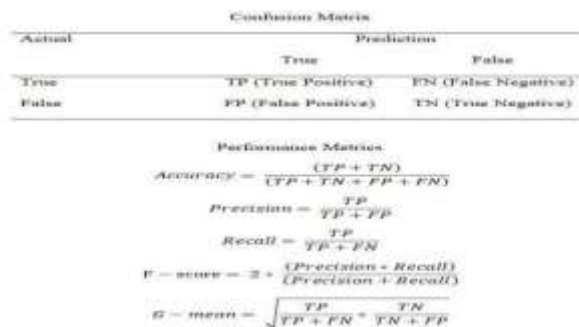 Confusion Matrix
Actual Prediction
True False
True TP (True Positive) FN (False Negative)
False FP (False Positive) TN (True Negative)
Performance Metrics
Accuracy = (TP + TN) / (TP + TN + FP + FN)
Precision = TP / TP + FP
Recall = TP / TP + FN
F − score = 2 * (Precision * Recall) / (Precision + Recall)
G − mean = √ TP / TP + FN * TN / TN + FP